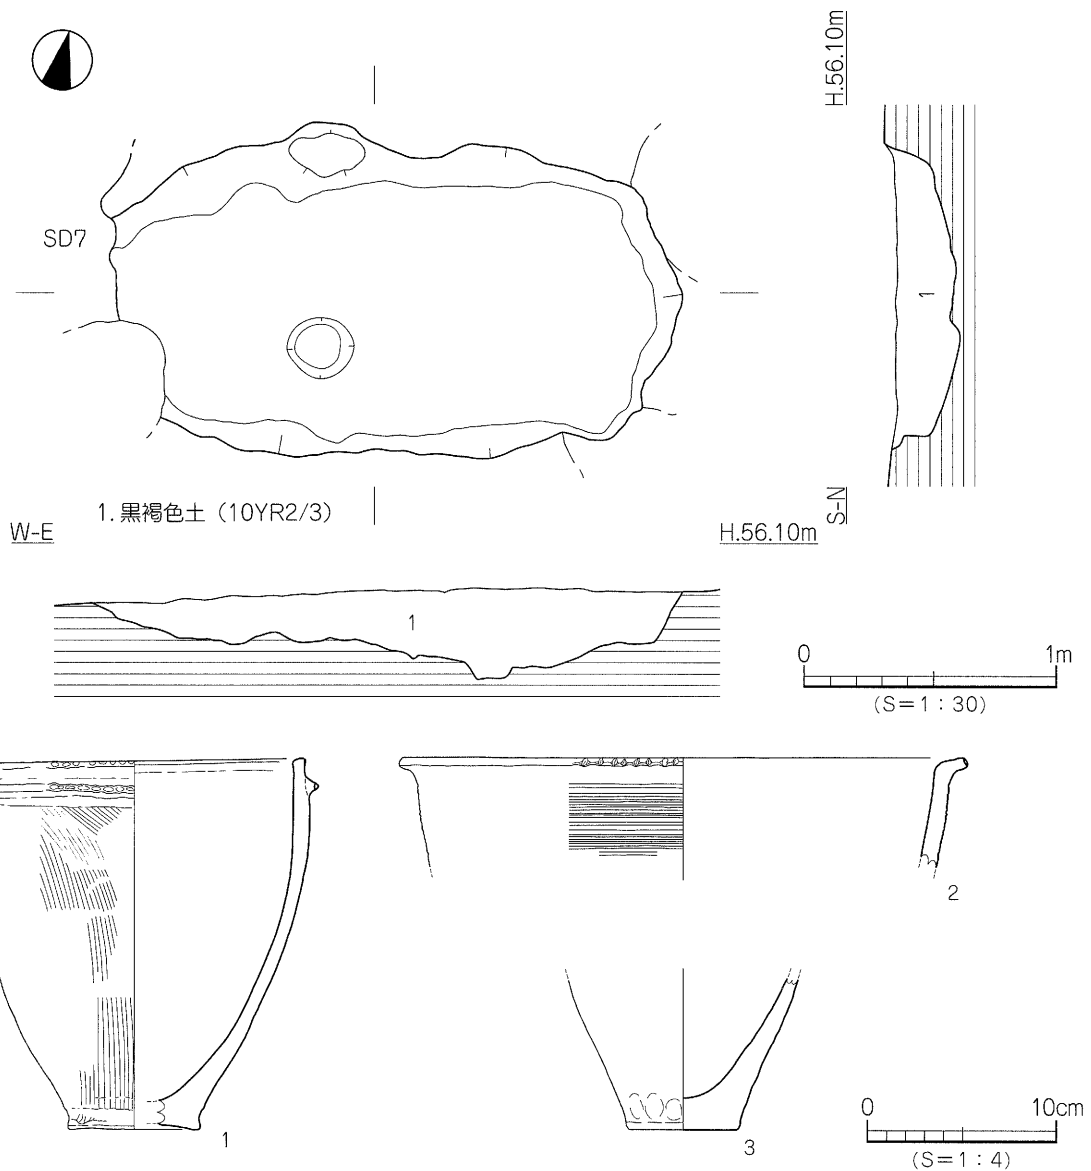 H.56.10m
SD7
1
S-N
1. 黒褐色土（10YR2/3）
W-E
H.56.10m
1
0 1m
(S=1：30)
2
1
3
0 10cm
(S=1：4)